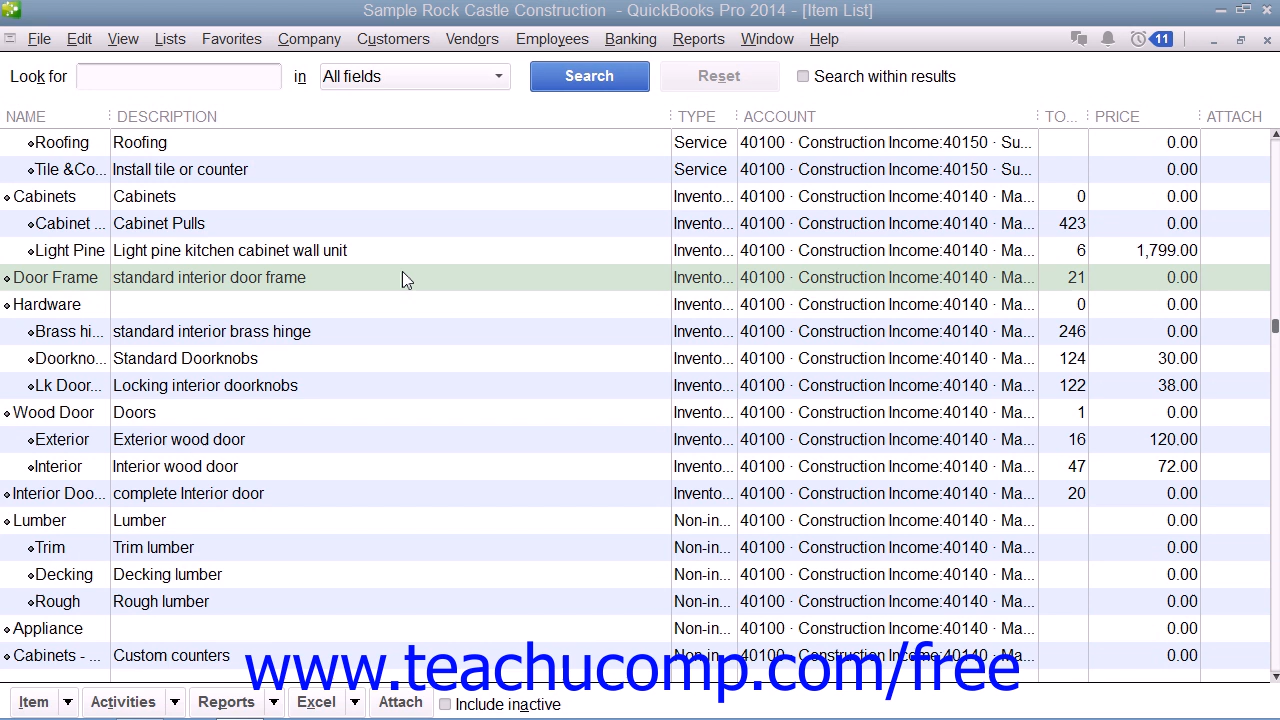 Sample Rock Castle Construction - QuickBooks Pro 2014 - [Item List]
File Edit View Lists Favorites Company Customers Vendors Employees Banking Reports Window Help 11
Look for in All fields Search Reset Search within results
NAME DESCRIPTION TYPE ACCOUNT TO... PRICE ATTACH
Roofing Roofing Service 40100 · Construction Income:40150 · Su... 0.00
Tile &Co... Install tile or counter Service 40100 · Construction Income:40150 · Su... 0.00
Cabinets Cabinets Invento... 40100 · Construction Income:40140 · Ma... 0 0.00
Cabinet ... Cabinet Pulls Invento... 40100 · Construction Income:40140 · Ma... 423 0.00
Light Pine Light pine kitchen cabinet wall unit Invento... 40100 · Construction Income:40140 · Ma... 6 1,799.00
Door Frame standard interior door frame Invento... 40100 · Construction Income:40140 · Ma... 21 0.00
Hardware Invento... 40100 · Construction Income:40140 · Ma... 0 0.00
Brass hi... standard interior brass hinge Invento... 40100 · Construction Income:40140 · Ma... 246 0.00
Doorkno... Standard Doorknobs Invento... 40100 · Construction Income:40140 · Ma... 124 30.00
Lk Door... Locking interior doorknobs Invento... 40100 · Construction Income:40140 · Ma... 122 38.00
Wood Door Doors Invento... 40100 · Construction Income:40140 · Ma... 1 0.00
Exterior Exterior wood door Invento... 40100 · Construction Income:40140 · Ma... 16 120.00
Interior Interior wood door Invento... 40100 · Construction Income:40140 · Ma... 47 72.00
Interior Doo... complete Interior door Invento... 40100 · Construction Income:40140 · Ma... 20 0.00
Lumber Lumber Non-in... 40100 · Construction Income:40140 · Ma... 0.00
Trim Trim lumber Non-in... 40100 · Construction Income:40140 · Ma... 0.00
Decking Decking lumber Non-in... 40100 · Construction Income:40140 · Ma... 0.00
Rough Rough lumber Non-in... 40100 · Construction Income:40140 · Ma... 0.00
Appliance Non-in... 40100 · Construction Income:40140 · Ma... 0.00
Cabinets - ... Custom counters Non-in... 40100 · Construction Income:40140 · Ma... 0.00
www.teachucomp.com/free
Item Activities Reports Excel Attach Include inactive